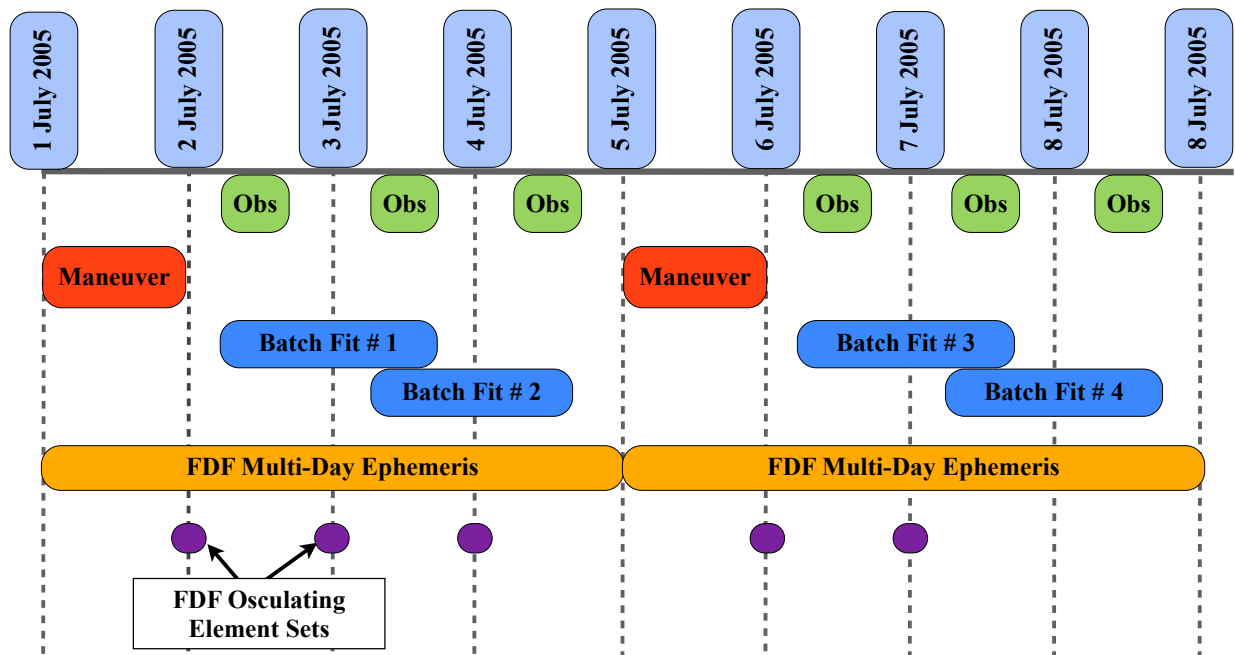 1 July 2005
2 July 2005
3 July 2005
4 July 2005
5 July 2005
6 July 2005
7 July 2005
8 July 2005
8 July 2005
Obs
Obs
Obs
Obs
Obs
Obs
Maneuver
Maneuver
Batch Fit # 1
Batch Fit # 3
Batch Fit # 2
Batch Fit # 4
FDF Multi-Day Ephemeris
FDF Multi-Day Ephemeris
FDF Osculating
Element Sets